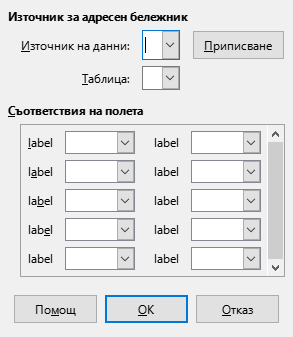 Източник за адресен бележник
Източник на данни: Приписване
Таблица:
Съответствия на полета
label label
label label
label label
label label
label label
Помощ ОК Отказ